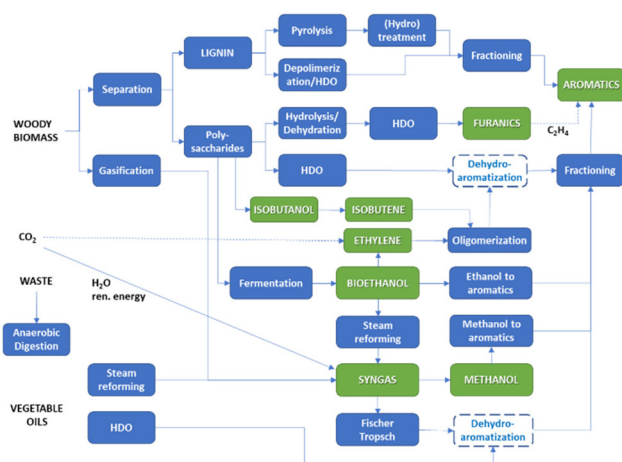 Pyrolysis
(Hydro)
treatment
LIGNIN
Fractioning
Separation
Depolimeriz
ation/HDO
AROMATICS
WOODY
BIOMASS
Hydrolysis/
Dehydration
HDO
FURANICS
C₂H₄
Poly-
saccharides
Gasification
HDO
Dehydro-
aromatization
Fractioning
ISOBUTANOL
ISOBUTENE
CO₂
ETHYLENE
Oligomerization
WASTE
H₂O
ren. energy
Fermentation
BIOETHANOL
Ethanol to
aromatics
Anaerobic
Digestion
Steam
reforming
Methanol to
aromatics
Steam
reforming
SYNGAS
METHANOL
VEGETABLE
OILS
HDO
Fischer
Tropsch
Dehydro-
aromatization